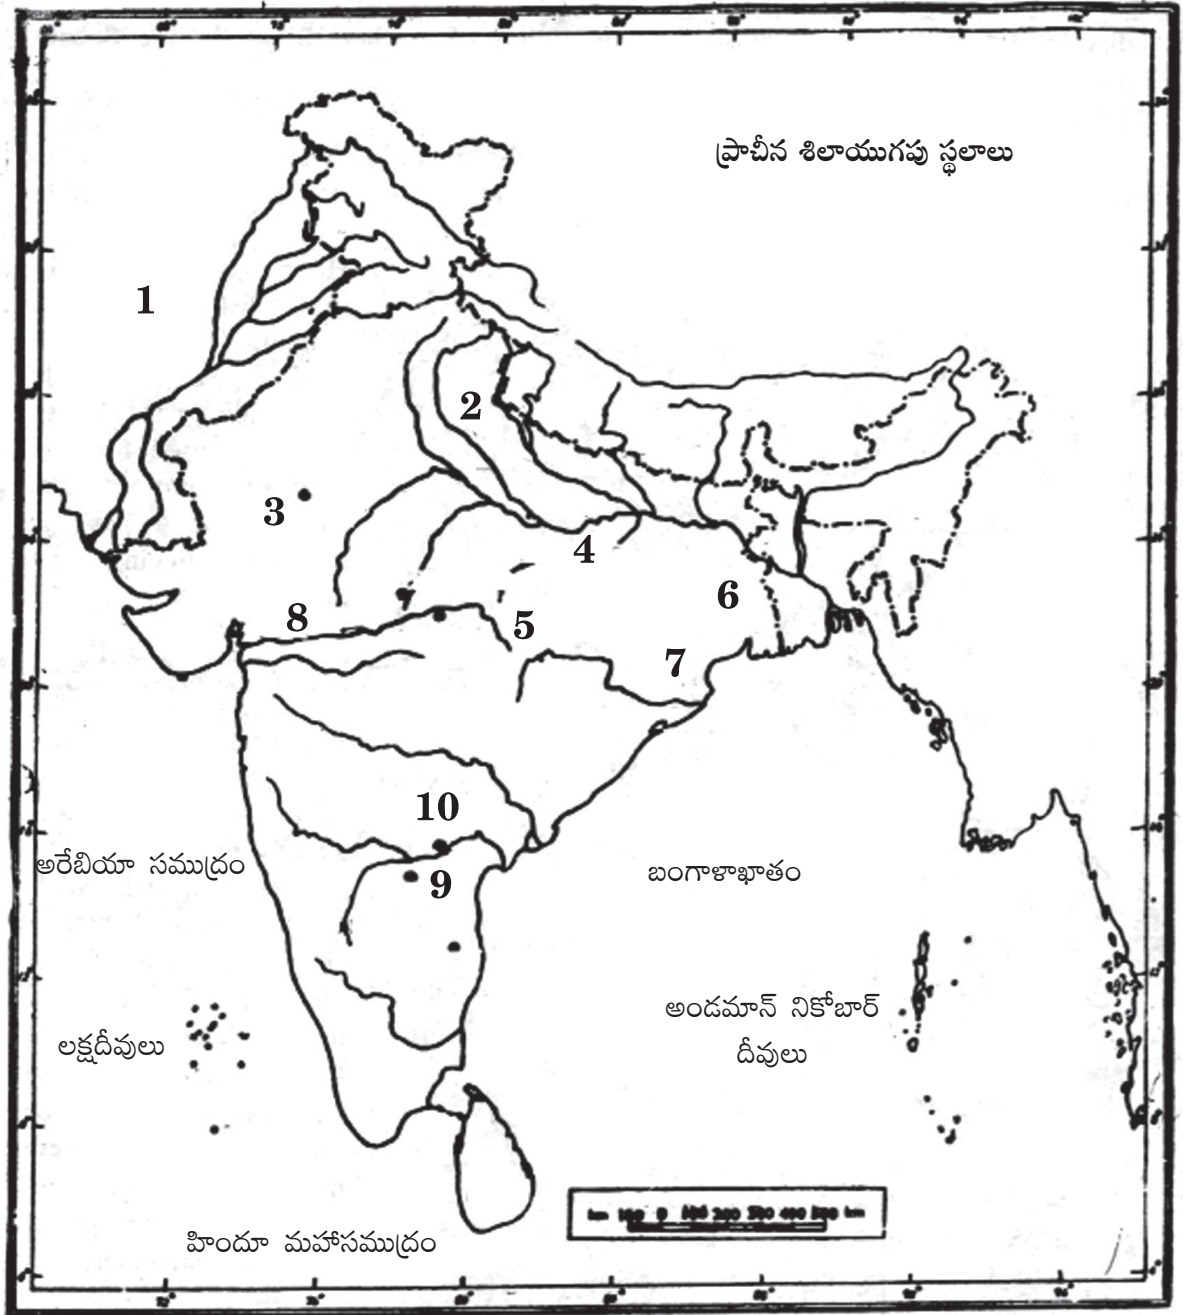 ప్రాచీన శిలాయుగపు స్థలాలు
1
2
3
4
5
6
7
8
9
10
అరేబియా సముద్రం
బంగాళాఖాతం
లక్షదీవులు
అండమాన్ నికోబార్
దీవులు
హిందూ మహాసముద్రం